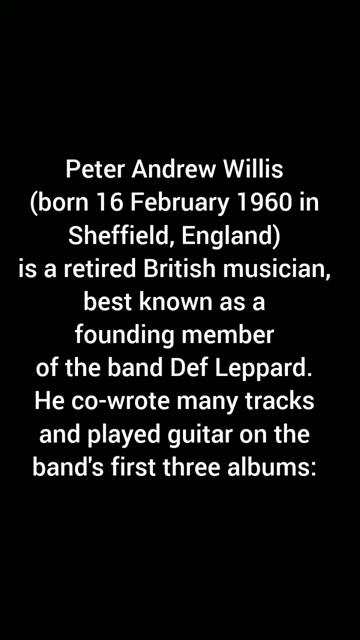 Peter Andrew Willis
(born 16 February 1960 in
Sheffield, England)
is a retired British musician,
best known as a
founding member
of the band Def Leppard.
He co-wrote many tracks
and played guitar on the
band's first three albums: